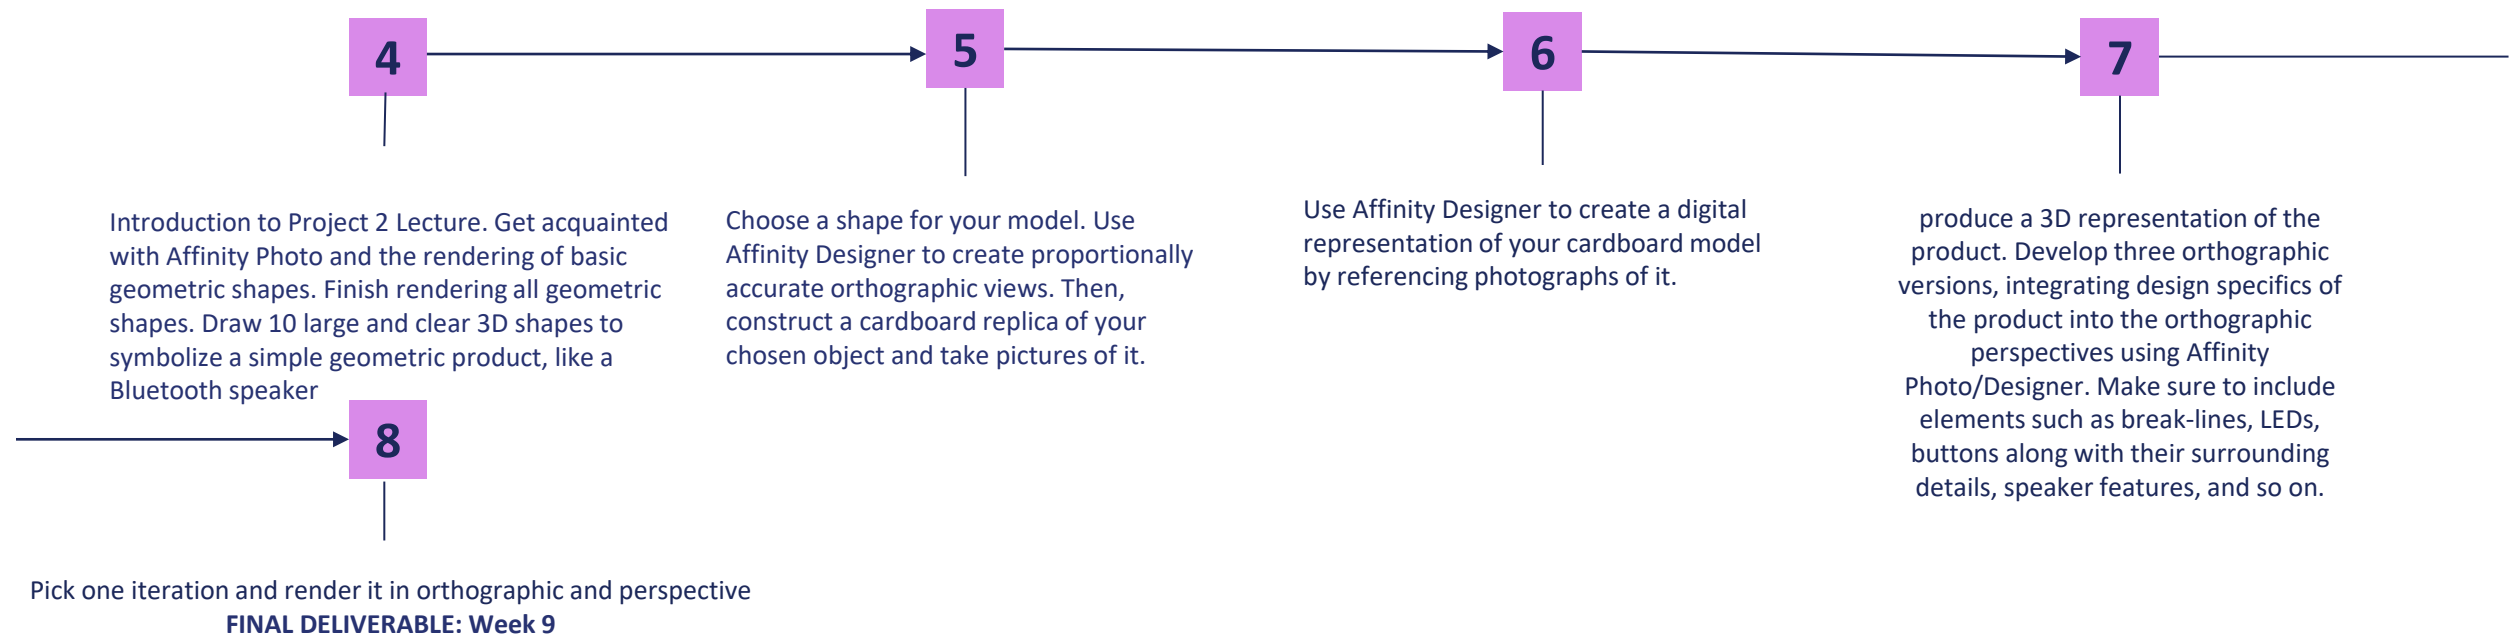 4
Introduction to Project 2 Lecture. Get acquainted
with Affinity Photo and the rendering of basic
geometric shapes. Finish rendering all geometric
shapes. Draw 10 large and clear 3D shapes to
symbolize a simple geometric product, like a
Bluetooth speaker
5
Choose a shape for your model. Use
Affinity Designer to create proportionally
accurate orthographic views. Then,
construct a cardboard replica of your
chosen object and take pictures of it.
6
Use Affinity Designer to create a digital
representation of your cardboard model
by referencing photographs of it.
7
produce a 3D representation of the
product. Develop three orthographic
versions, integrating design specifics of
the product into the orthographic
perspectives using Affinity
Photo/Designer. Make sure to include
elements such as break-lines, LEDs,
buttons along with their surrounding
details, speaker features, and so on.
8
Pick one iteration and render it in orthographic and perspective
FINAL DELIVERABLE: Week 9